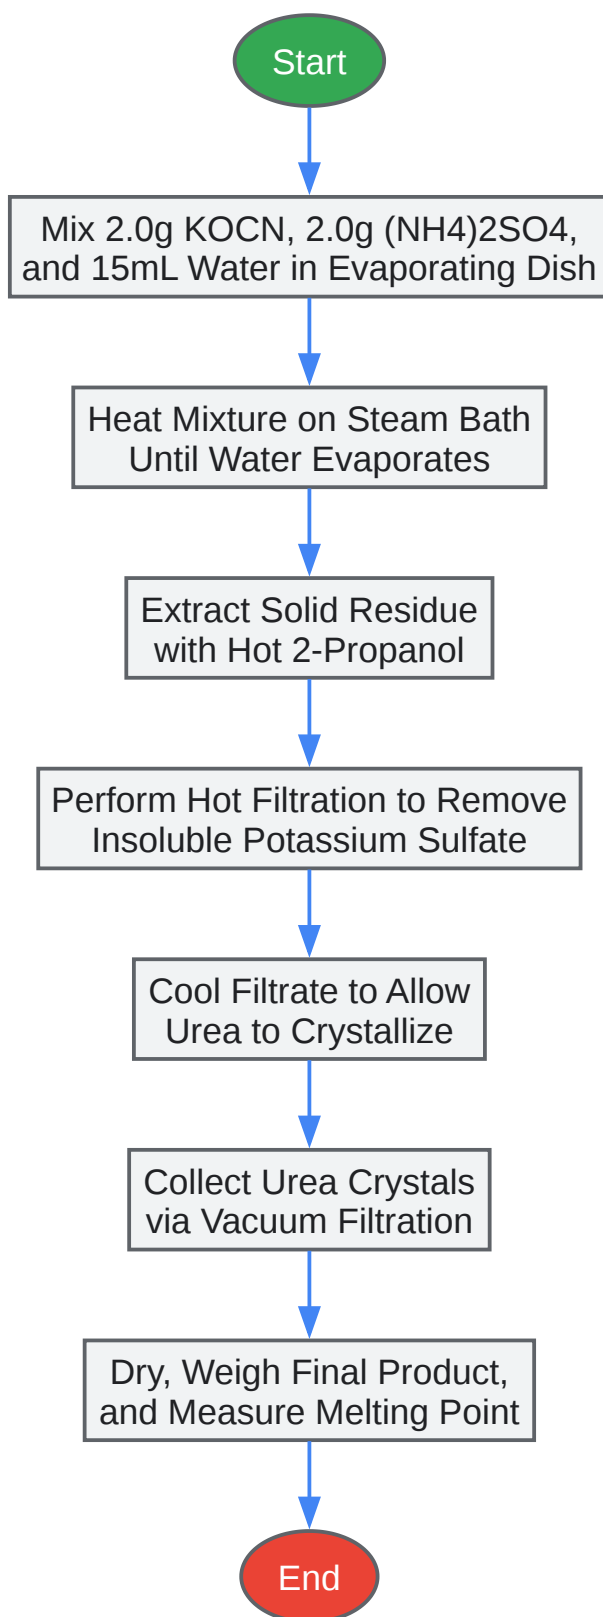 Start
Mix 2.0g KOCN, 2.0g (NH4)2SO4,
and 15mL Water in Evaporating Dish
Heat Mixture on Steam Bath
Until Water Evaporates
Extract Solid Residue
with Hot 2-Propanol
Perform Hot Filtration to Remove
Insoluble Potassium Sulfate
Cool Filtrate to Allow
Urea to Crystallize
Collect Urea Crystals
via Vacuum Filtration
Dry, Weigh Final Product,
and Measure Melting Point
End